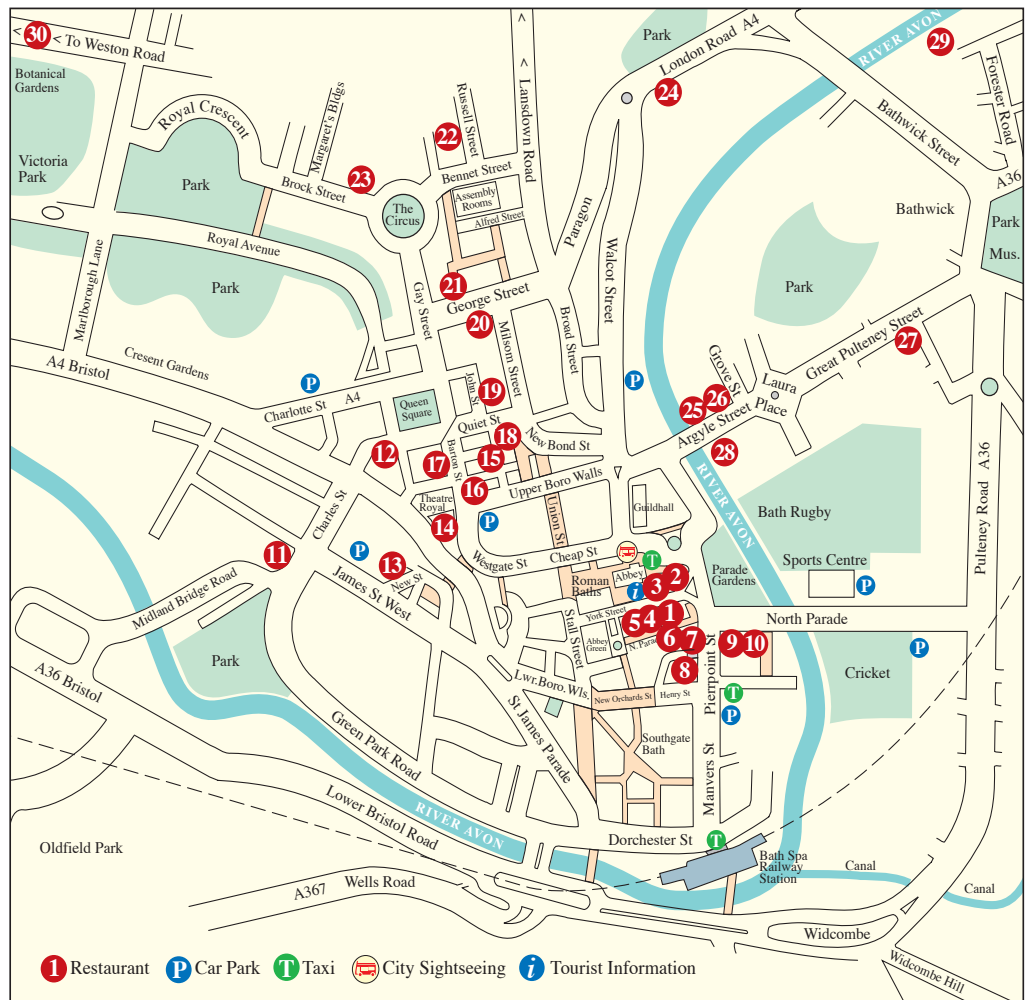 30
< < To Weston Road
Botanical
Gardens
Victoria
Park
Royal Crescent
Park
Margaret's Bldgs
Brock Street
23
22
Russell Street
Bennet Street
Assembly
Rooms
Alfred Street
The
Circus
< <
Lansdown Road
Park
London Road A4
24
RIVER AVON
29
Forester Road
Bathwick Street
A36
Bathwick
Park
Mus.
Paragon
Walcot Street
Royal Avenue
Park
Marlborough Lane
Gay Street
21
George Street
20
Milsom Street
Broad Street
Park
Great Pulteney Street
27
A4 Bristol
Cresent Gardens
P
Charlotte St
A4
Queen
Square
John St
19
Quiet St
18
New Bond St
P
Grove St
25
26
Laura
Place
Argyle Street
28
12
17
Barton St
15
16
Upper Boro Walls
Theatre
Royal
14
P
Union St
Guildhall
RIVER AVON
Bath Rugby
Pulteney Road A36
Charles St
11
P
13
New St
James St West
Midland Bridge Road
Westgate St
Cheap St
T
Roman
Baths
Abbey
i
3
2
Parade
Gardens
Sports Centre
P
York Street
5
4
1
Stall Street
Abbey
Green
N. Para
6
7
8
Pierrpoint St
9
10
North Parade
Cricket
P
Park
A36 Bristol
Lwr. Boro. Wls.
New Orchards St
Henry St
T
P
Green Park Road
St James Parade
Southgate
Bath
Manvers St
Lower Bristol Road
RIVER AVON
Dorchester St
T
Bath Spa
Railway
Station
Canal
Canal
Oldfield Park
A367
Wells Road
Widcombe
Widcombe Hill
1 Restaurant P Car Park T Taxi City Sightseeing i Tourist Information